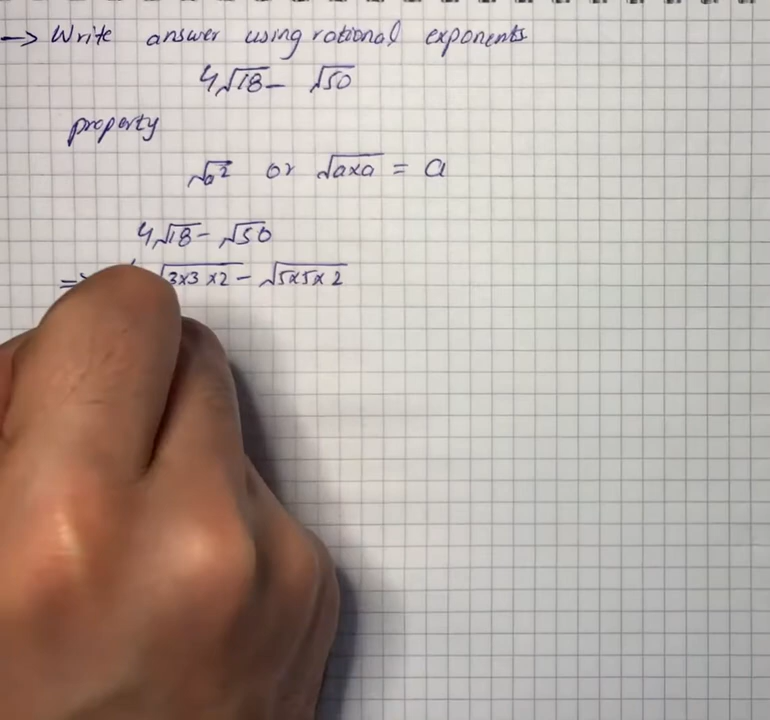 → Write answer using rational exponents
4√18 - √50
property
√a² or √a×a = a
4√18 - √50
=> √3×3×2 - √5×5×2